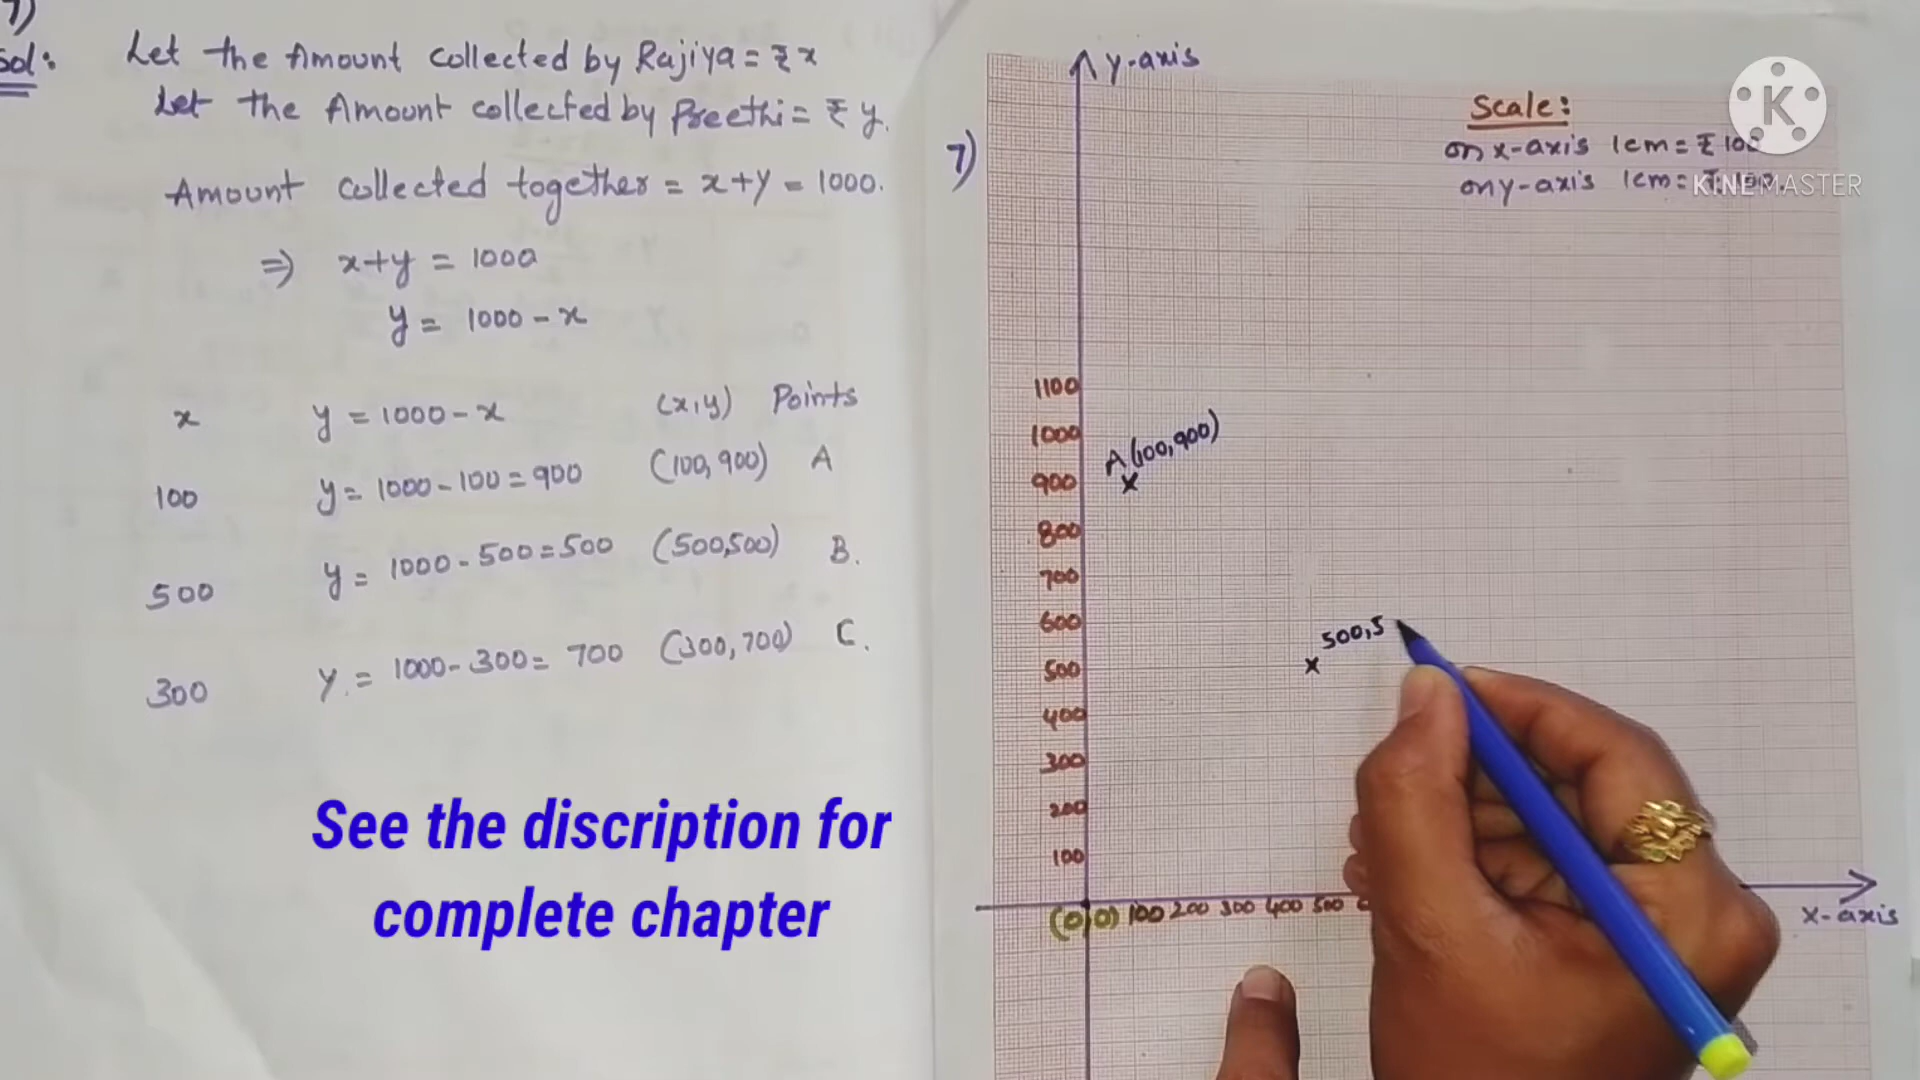 7)
Sol: Let the Amount collected by Rajiya = ₹ x
Let the Amount collected by Preethi = ₹ y.
Amount collected together = x+y = 1000.
⇒ x+y = 1000
y = 1000 - x
x y = 1000 - x (x,y) Points
100 y = 1000 - 100 = 900 (100, 900) A
500 y = 1000 - 500 = 500 (500,500) B.
300 y. = 1000 - 300 = 700 (300, 700) C.
See the discription for
complete chapter
7)
y-axis
Scale:
on x-axis 1cm = ₹ 100
on y-axis 1cm = ₹ 100.
K
KINEMASTER
1100
1000
900
800
700
600
500
400
300
200
100
A(100,900)
500,5
(0,0) 100 200 300 400 500
x-axis